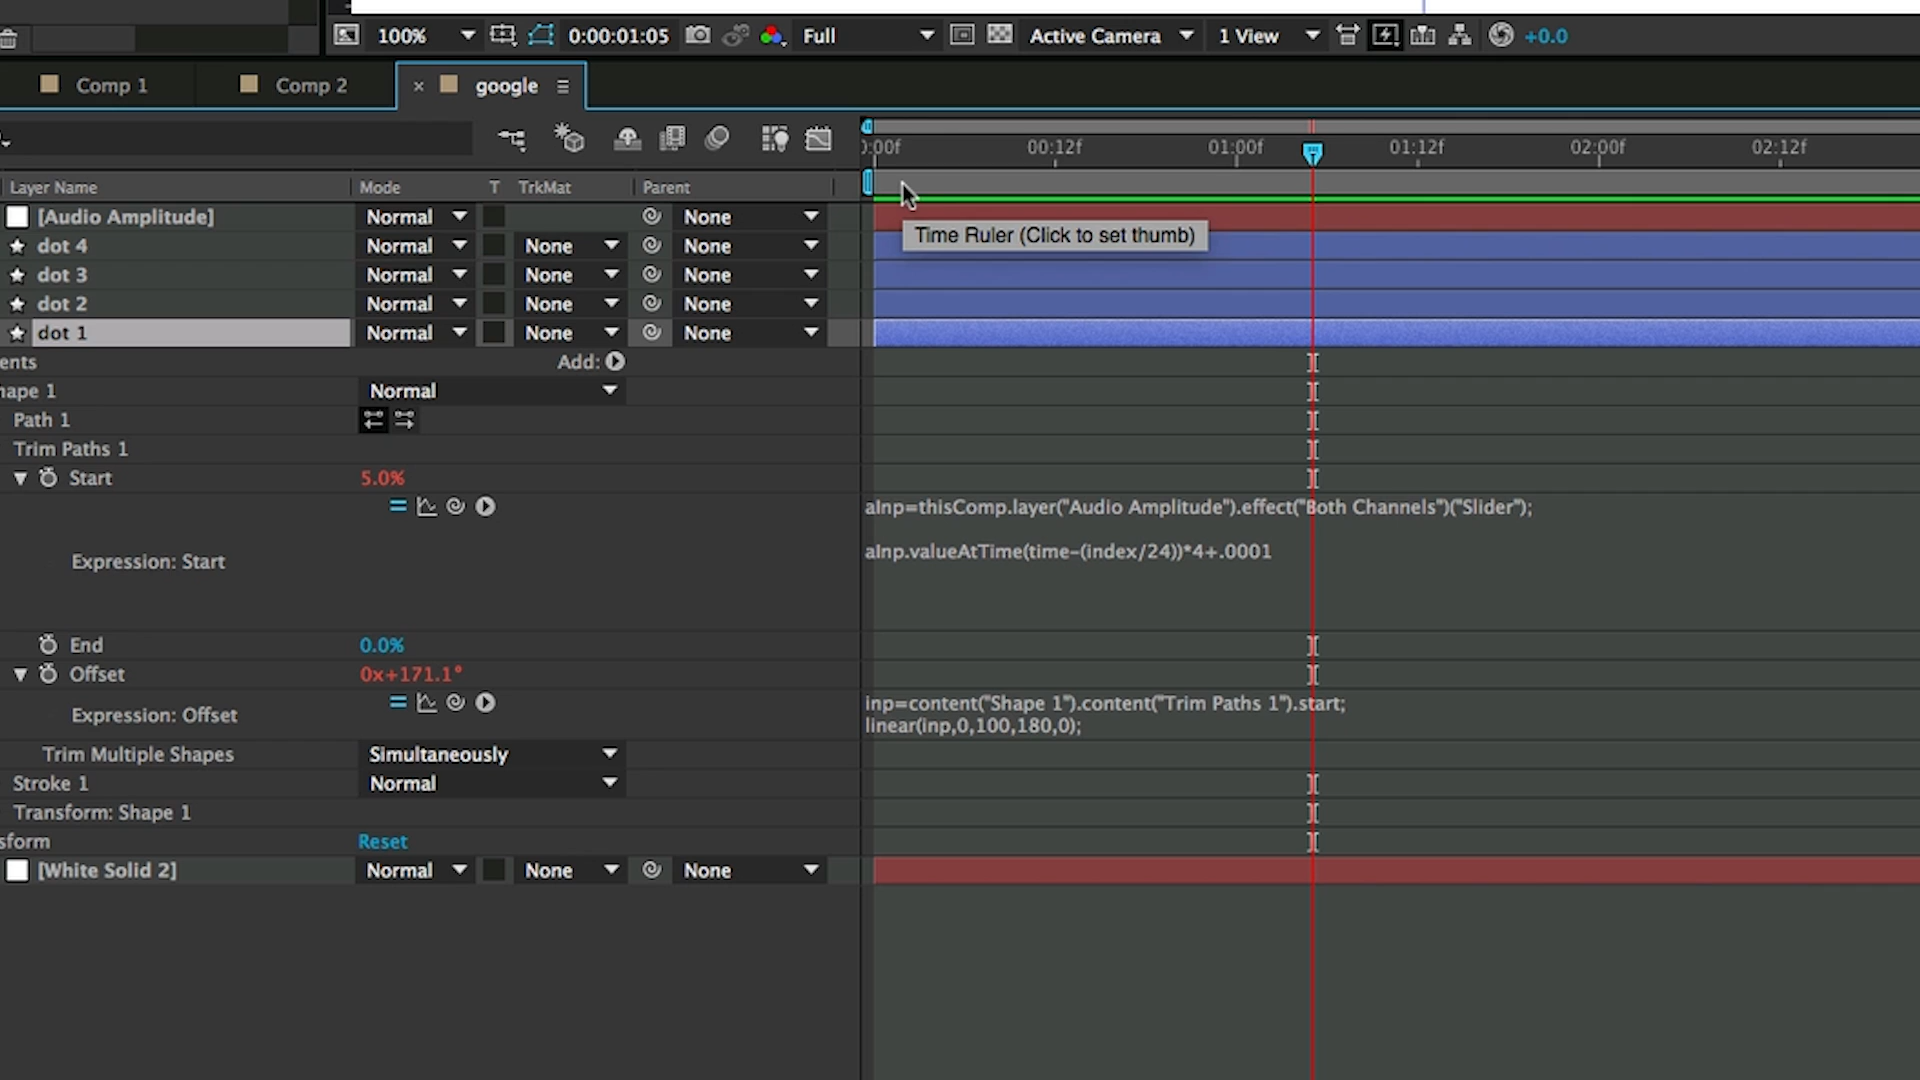 100% 0:00:01:05 Full Active Camera 1 View +0.0
Comp 1 Comp 2 × google
0:00f 00:12f 01:00f 01:12f 02:00f 02:12f
Layer Name Mode T TrkMat Parent
[Audio Amplitude] Normal None
Time Ruler (Click to set thumb)
dot 4 Normal None None
dot 3 Normal None None
dot 2 Normal None None
dot 1 Normal None None
ents Add:
hape 1 Normal
Path 1
Trim Paths 1
Start 5.0%
aInp=thisComp.layer("Audio Amplitude").effect("Both Channels")("Slider");
aInp.valueAtTime(time-(index/24))*4+.0001
Expression: Start
End 0.0%
Offset 0x+171.1°
inp=content("Shape 1").content("Trim Paths 1").start;
Expression: Offset
linear(inp,0,100,180,0);
Trim Multiple Shapes Simultaneously
Stroke 1 Normal
Transform: Shape 1
sform Reset
[White Solid 2] Normal None None